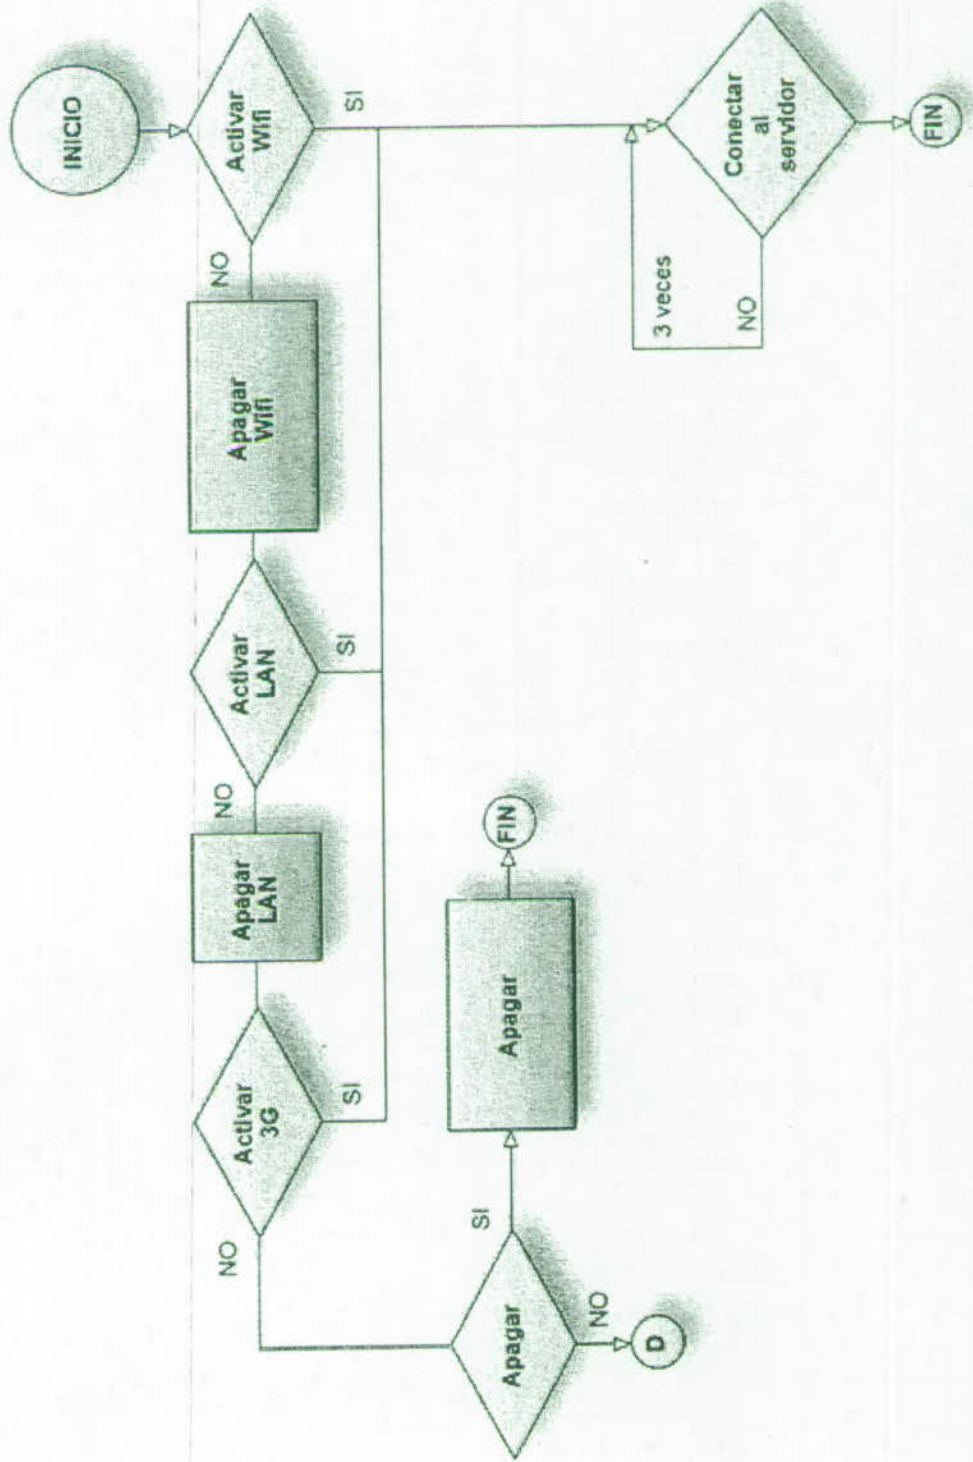 INICIO
Activar
Wifi
SI
NO
Apagar
Wifi
Activar
LAN
SI
NO
Apagar
LAN
Activar
3G
SI
NO
Apagar
SI
Apagar
FIN
NO
D
Conectar
al
servidor
3 veces
NO
FIN